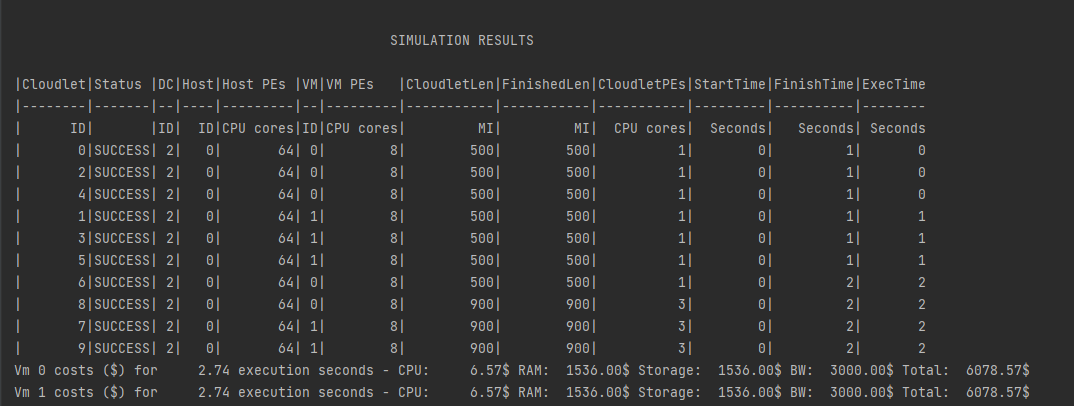 SIMULATION RESULTS
|Cloudlet|Status |DC|Host|Host PEs |VM|VM PEs   |CloudletLen|FinishedLen|CloudletPEs|StartTime|FinishTime|ExecTime
|--------|-------|--|----|---------|--|---------|-----------|-----------|-----------|---------|----------|--------
|      ID|       |ID|  ID|CPU cores|ID|CPU cores|         MI|         MI|  CPU cores|  Seconds|   Seconds| Seconds
|       0|SUCCESS| 2|   0|       64| 0|        8|        500|        500|          1|        0|         1|       0
|       2|SUCCESS| 2|   0|       64| 0|        8|        500|        500|          1|        0|         1|       0
|       4|SUCCESS| 2|   0|       64| 0|        8|        500|        500|          1|        0|         1|       0
|       1|SUCCESS| 2|   0|       64| 1|        8|        500|        500|          1|        0|         1|       1
|       3|SUCCESS| 2|   0|       64| 1|        8|        500|        500|          1|        0|         1|       1
|       5|SUCCESS| 2|   0|       64| 1|        8|        500|        500|          1|        0|         1|       1
|       6|SUCCESS| 2|   0|       64| 0|        8|        500|        500|          1|        0|         2|       2
|       8|SUCCESS| 2|   0|       64| 0|        8|        900|        900|          3|        0|         2|       2
|       7|SUCCESS| 2|   0|       64| 1|        8|        900|        900|          3|        0|         2|       2
|       9|SUCCESS| 2|   0|       64| 1|        8|        900|        900|          3|        0|         2|       2
Vm 0 costs ($) for     2.74 execution seconds - CPU:     6.57$ RAM:  1536.00$ Storage:  1536.00$ BW:  3000.00$ Total:  6078.57$
Vm 1 costs ($) for     2.74 execution seconds - CPU:     6.57$ RAM:  1536.00$ Storage:  1536.00$ BW:  3000.00$ Total:  6078.57$